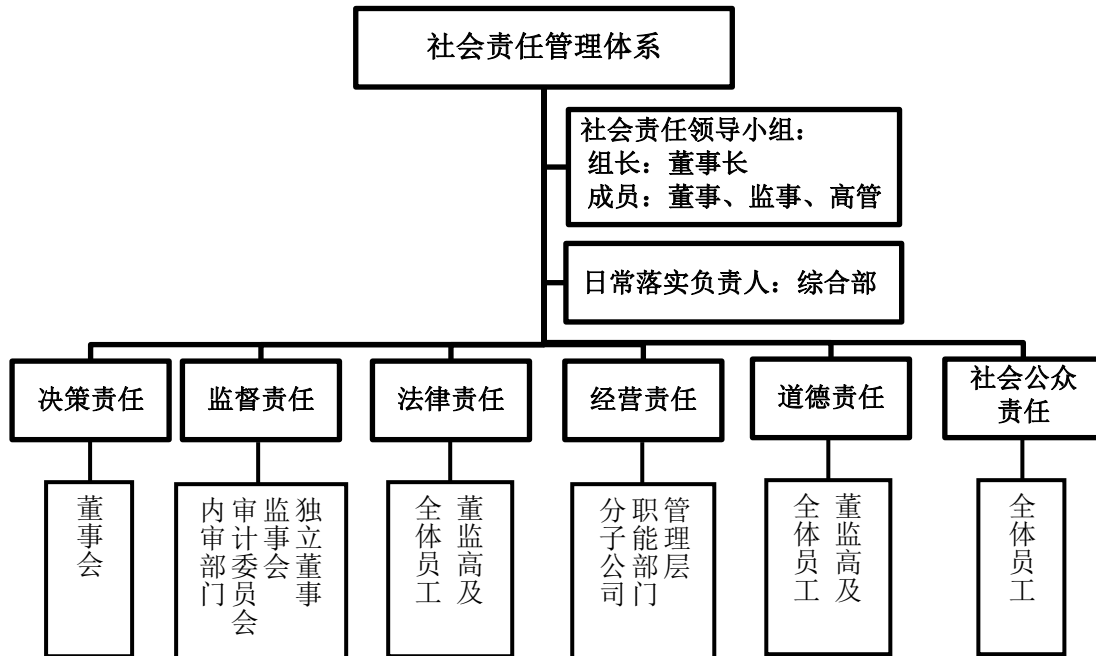 社会责任管理体系
社会责任领导小组：
组长：董事长
成员：董事、监事、高管
日常落实负责人：综合部
决策责任
监督责任
法律责任
经营责任
道德责任
社会公众
责任
董事会
独立董事
监事会
审计委员会
内审部门
董监高及
全体员工
管理层
职能部门
分子公司
董监高及
全体员工
全体员工